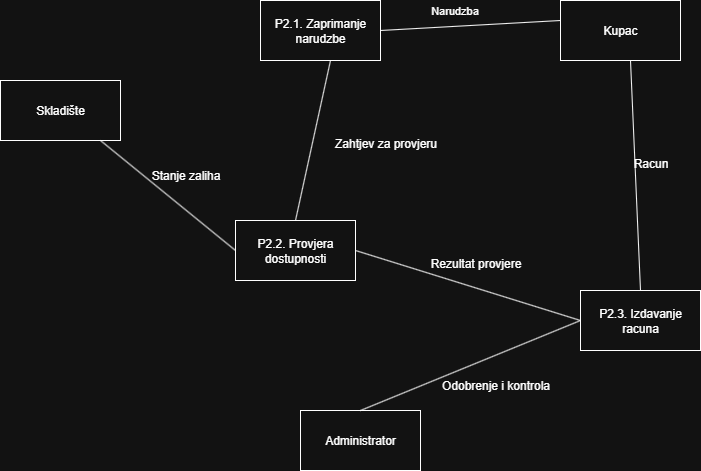 Narudzba
P2.1. Zaprimanje
narudzbe
Kupac
Skladište
Zahtjev za provjeru
Racun
Stanje zaliha
P2.2. Provjera
dostupnosti
Rezultat provjere
P2.3. Izdavanje
racuna
Odobrenje i kontrola
Administrator